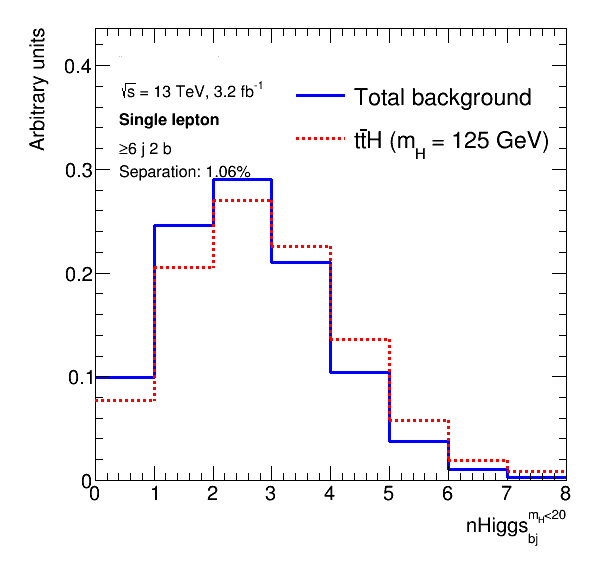 Arbitrary units
0.4
0.3
0.2
0.1
0
√s = 13 TeV, 3.2 fb⁻¹
Single lepton
≥6 j 2 b
Separation: 1.06%
Total background
tt̄H (m_H = 125 GeV)
0 1 2 3 4 5 6 7 8
nHiggs_bj^{m_H<20}